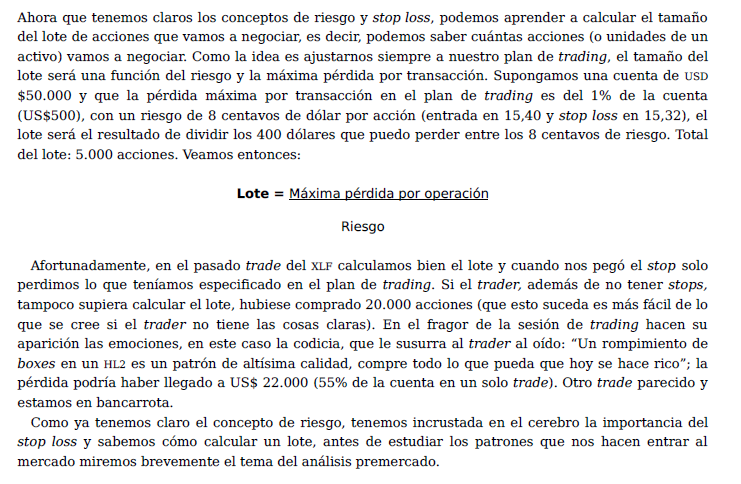 Ahora que tenemos claros los conceptos de riesgo y stop loss, podemos aprender a calcular el tamaño
del lote de acciones que vamos a negociar, es decir, podemos saber cuántas acciones (o unidades de un
activo) vamos a negociar. Como la idea es ajustarnos siempre a nuestro plan de trading, el tamaño del
lote será una función del riesgo y la máxima pérdida por transacción. Supongamos una cuenta de USD
$50.000 y que la pérdida máxima por transacción en el plan de trading es del 1% de la cuenta
(US$500), con un riesgo de 8 centavos de dólar por acción (entrada en 15,40 y stop loss en 15,32), el
lote será el resultado de dividir los 400 dólares que puedo perder entre los 8 centavos de riesgo. Total
del lote: 5.000 acciones. Veamos entonces:
Lote = Máxima pérdida por operación
Riesgo
Afortunadamente, en el pasado trade del XLF calculamos bien el lote y cuando nos pegó el stop solo
perdimos lo que teníamos especificado en el plan de trading. Si el trader, además de no tener stops,
tampoco supiera calcular el lote, hubiese comprado 20.000 acciones (que esto suceda es más fácil de lo
que se cree si el trader no tiene las cosas claras). En el fragor de la sesión de trading hacen su
aparición las emociones, en este caso la codicia, que le susurra al trader al oído: “Un rompimiento de
boxes en un HL2 es un patrón de altísima calidad, compre todo lo que pueda que hoy se hace rico”; la
pérdida podría haber llegado a US$ 22.000 (55% de la cuenta en un solo trade). Otro trade parecido y
estamos en bancarrota.
Como ya tenemos claro el concepto de riesgo, tenemos incrustada en el cerebro la importancia del
stop loss y sabemos cómo calcular un lote, antes de estudiar los patrones que nos hacen entrar al
mercado miremos brevemente el tema del análisis premercado.